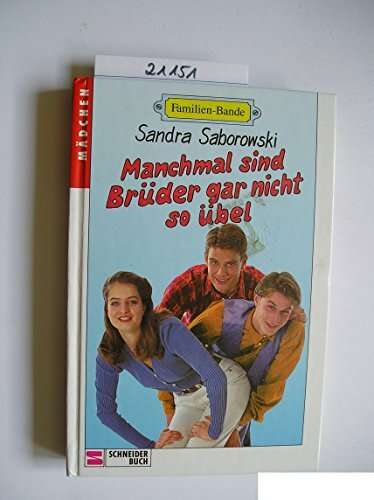 21151
MÄDCHEN
Familien-Bande
Sandra Saborowski
Manchmal sind
Brüder gar nicht
so übel
S
SCHNEIDER
BUCH